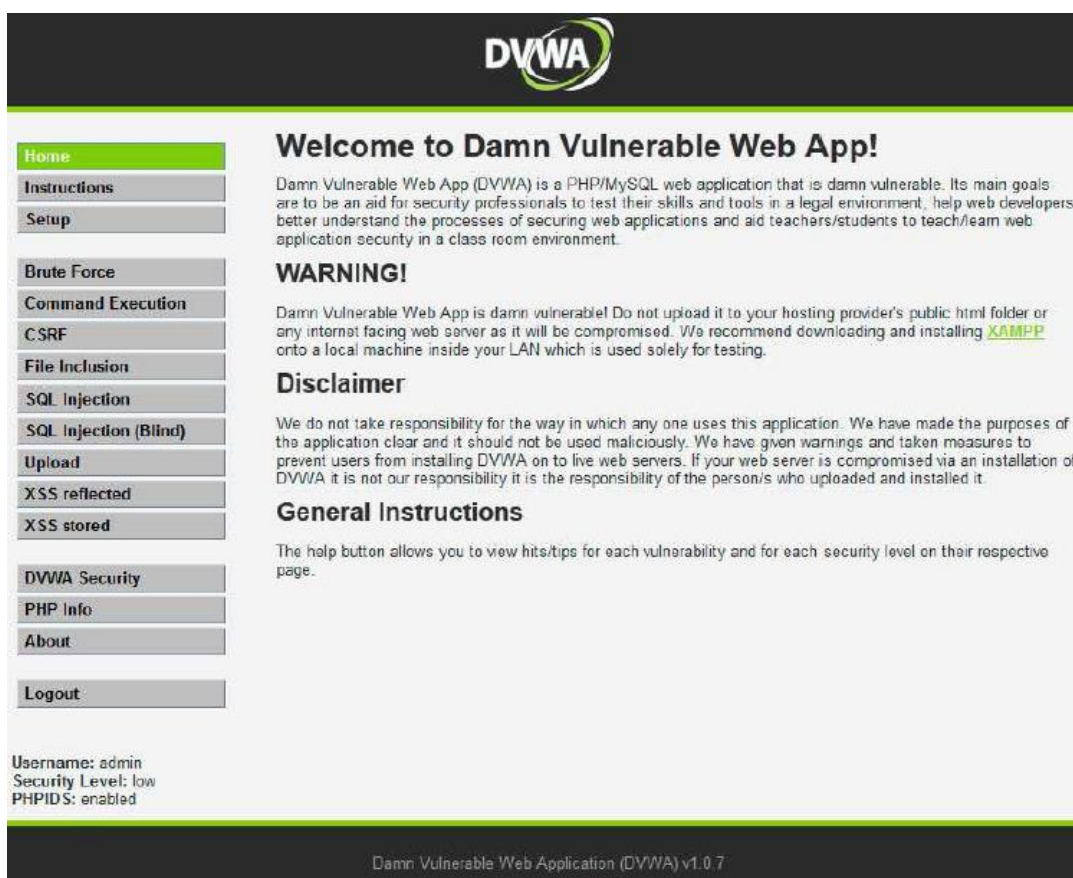 DVWA
Home
Instructions
Setup
Brute Force
Command Execution
CSRF
File Inclusion
SQL Injection
SQL Injection (Blind)
Upload
XSS reflected
XSS stored
DVWA Security
PHP Info
About
Logout
Username: admin
Security Level: low
PHPIDS: enabled
Welcome to Damn Vulnerable Web App!
Damn Vulnerable Web App (DVWA) is a PHP/MySQL web application that is damn vulnerable. Its main goals
are to be an aid for security professionals to test their skills and tools in a legal environment, help web developers
better understand the processes of securing web applications and aid teachers/students to teach/learn web
application security in a class room environment.
WARNING!
Damn Vulnerable Web App is damn vulnerable! Do not upload it to your hosting provider's public html folder or
any internet facing web server as it will be compromised. We recommend downloading and installing XAMPP
onto a local machine inside your LAN which is used solely for testing.
Disclaimer
We do not take responsibility for the way in which any one uses this application. We have made the purposes of
the application clear and it should not be used maliciously. We have given warnings and taken measures to
prevent users from installing DVWA on to live web servers. If your web server is compromised via an installation of
DVWA it is not our responsibility it is the responsibility of the person/s who uploaded and installed it.
General Instructions
The help button allows you to view hits/tips for each vulnerability and for each security level on their respective
page.
Damn Vulnerable Web Application (DVWA) v1.0.7